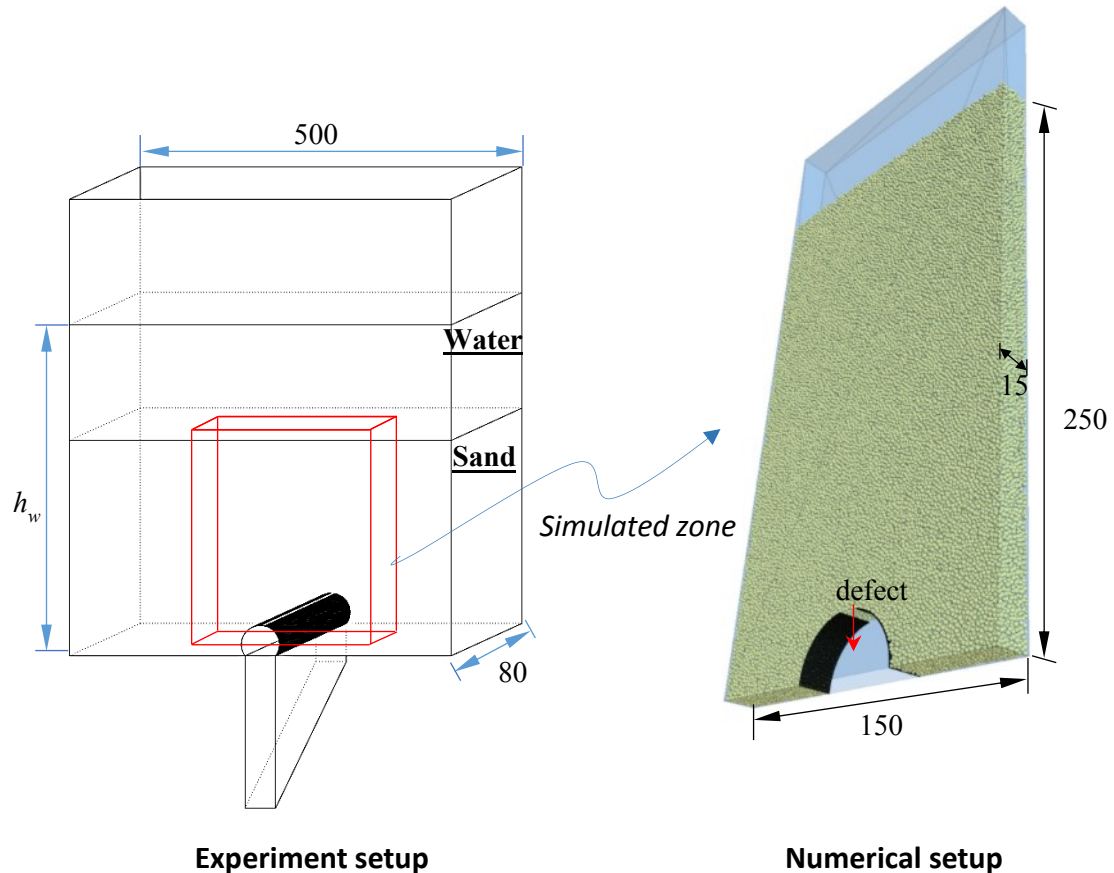 500
Water
Sand
h_w
Simulated zone
80
15
250
defect
150
Experiment setup
Numerical setup